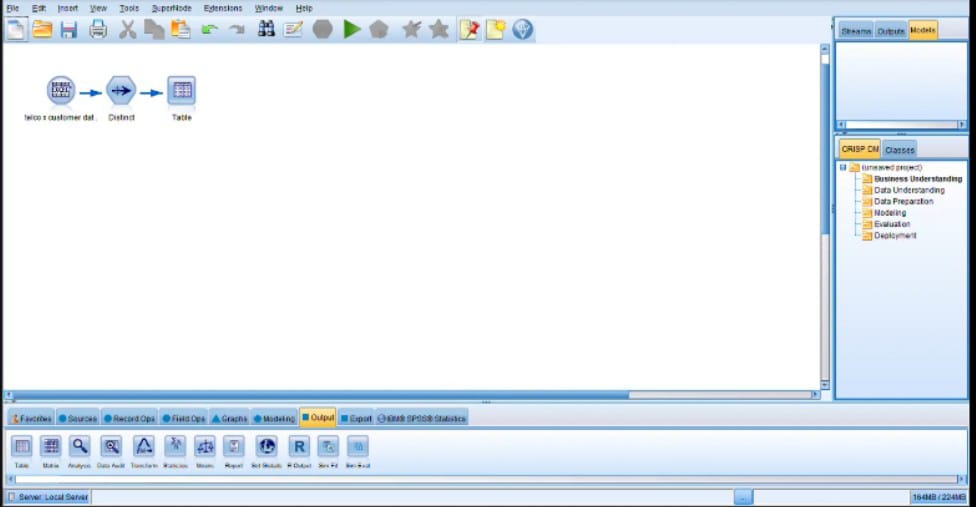 File Edit Insert View Tools SuperNode Extensions Window Help
Streams Outputs Models
telco x customer dat... Distinct Table
CRISP-DM Classes
(unsaved project)
Business Understanding
Data Understanding
Data Preparation
Modeling
Evaluation
Deployment
Favorites Sources Record Ops Field Ops Graphs Modeling Output Export IBM® SPSS® Statistics
Table Matrix Analysis Data Audit Transform Statistics Means Report Set Globals R Output Sim Fit Sim Eval
R
Server: Local Server 164MB / 224MB